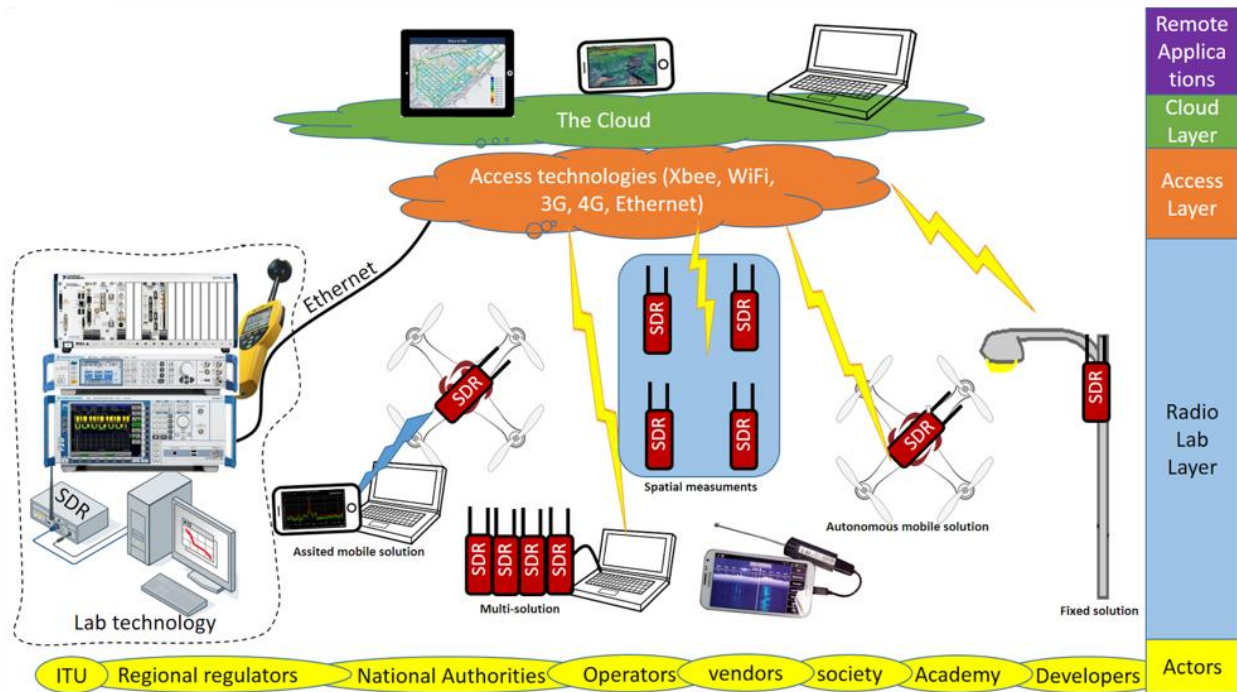 Remote
Applica
tions
The Cloud
Cloud
Layer
Access technologies (Xbee, WiFi,
3G, 4G, Ethernet)
Access
Layer
Ethernet
SDR
SDR
SDR
SDR
SDR
SDR
SDR
SDR
Radio
Lab
Layer
Spatial measuments
SDR
Assited mobile solution
Autonomous mobile solution
SDR
SDR
SDR
SDR
Multi-solution
Fixed solution
Lab technology
ITU
Regional regulators
National Authorities
Operators
vendors
society
Academy
Developers
Actors